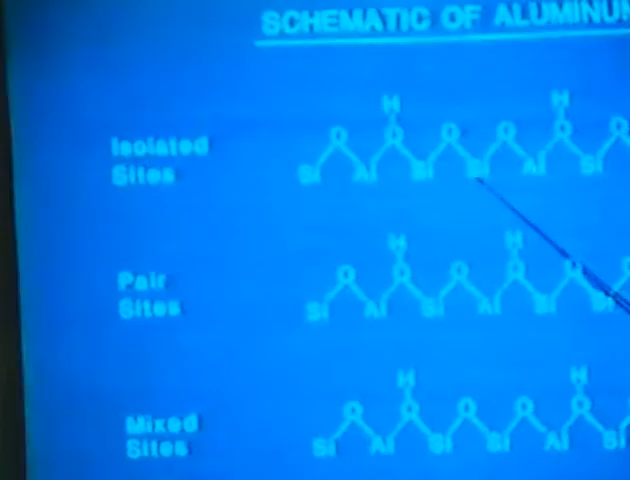 SCHEMATIC OF ALUMINUM
Isolated
Sites
H H
O O O O O O
Si Al Si Si Al Si
Pair
Sites
H H
O O O O O
Si Al Si Al Si Si
Mixed
Sites
H H
O O O O O
Si Al Si Si Al Si